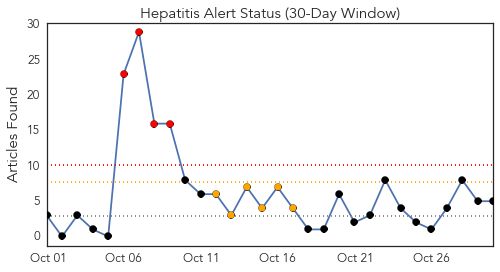 Hepatitis Alert Status (30-Day Window)
Articles Found
30
25
20
15
10
5
0
Oct 01 Oct 06 Oct 11 Oct 16 Oct 21 Oct 26